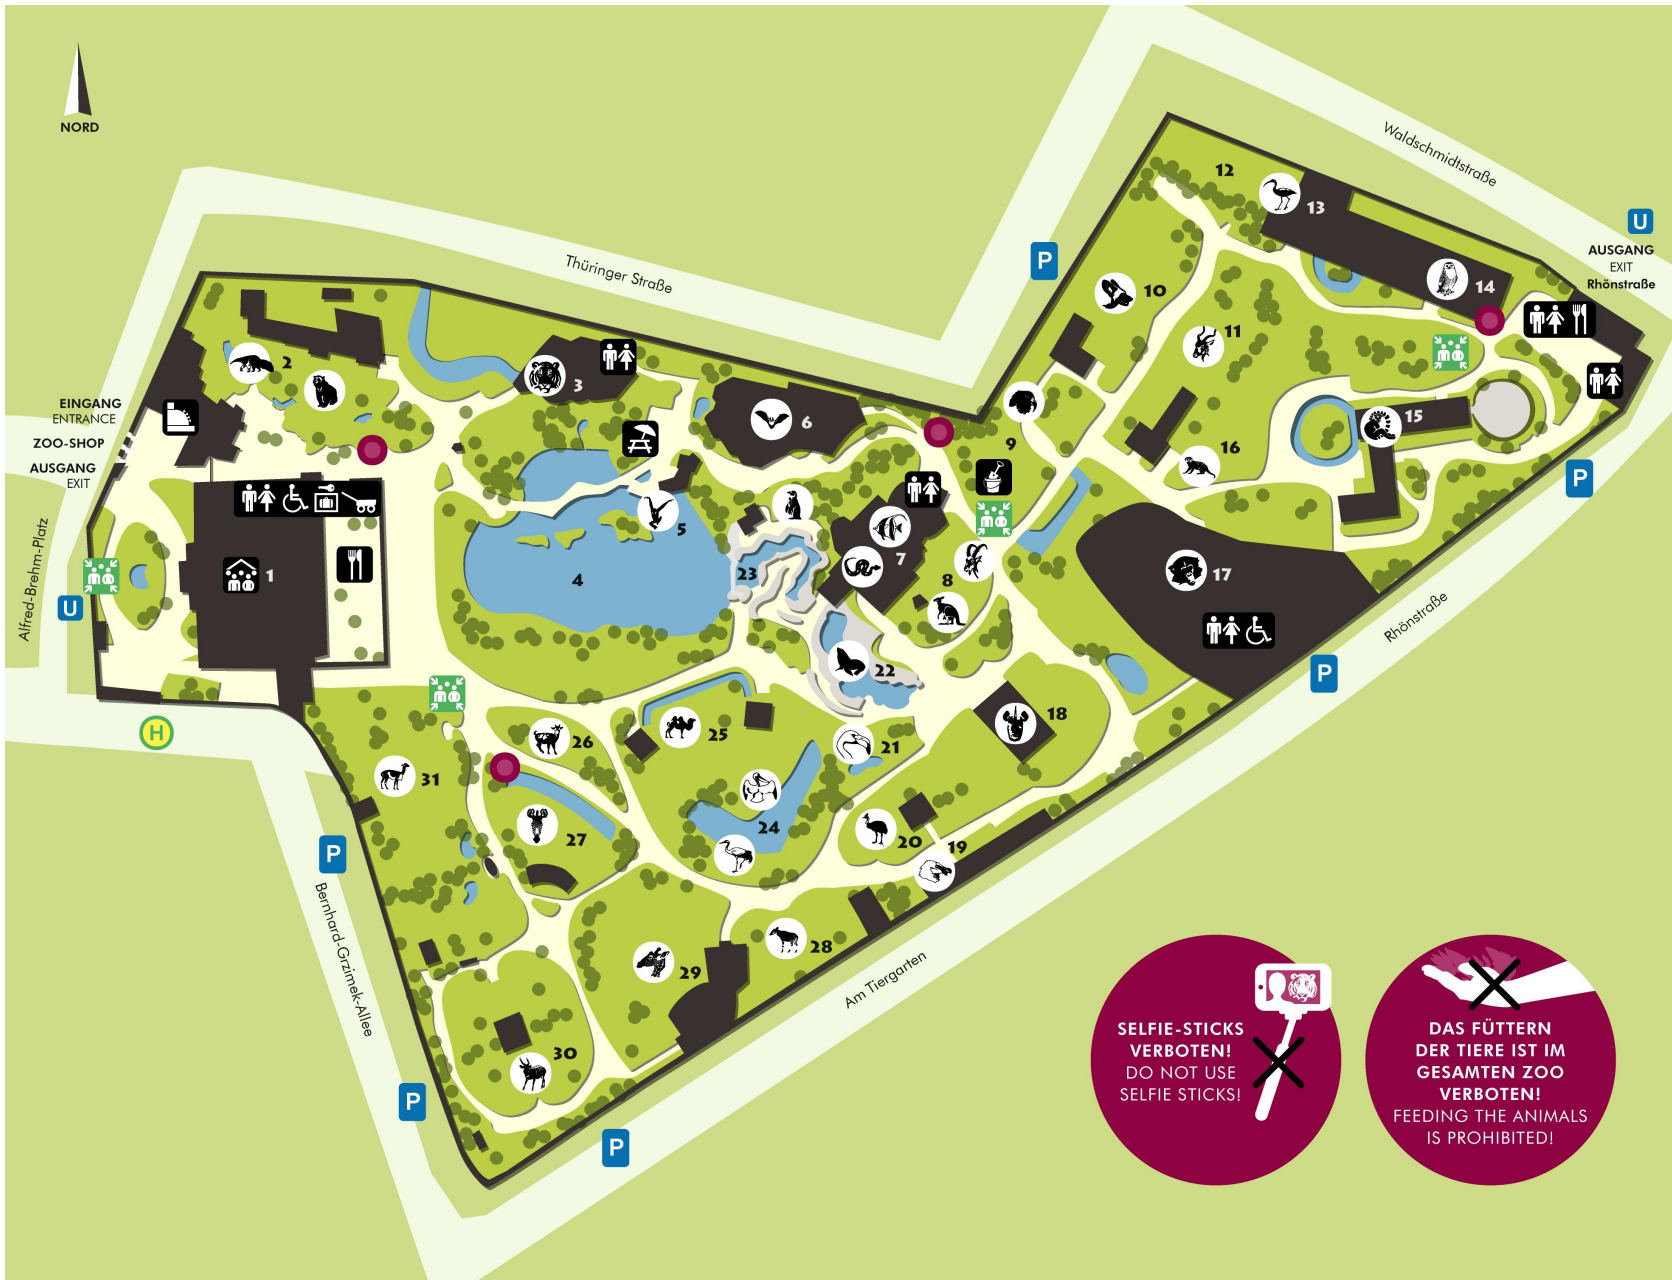 NORD
Waldschmidtstraße
Thüringer Straße
12
13
U
AUSGANG
EXIT
Rhönstraße
P
10
14
11
2
3
EINGANG
ENTRANCE
ZOO-SHOP
AUSGANG
EXIT
6
9
15
16
P
5
Alfred-Brehm-Platz
1
4
23
7
8
17
U
Rhönstraße
P
22
H
26
25
21
18
31
27
24
20
19
P
Bernhard-Grzimek-Allee
29
28
Am Tiergarten
30
P
P
SELFIE-STICKS
VERBOTEN!
DO NOT USE
SELFIE STICKS!
DAS FÜTTERN
DER TIERE IST IM
GESAMTEN ZOO
VERBOTEN!
FEEDING THE ANIMALS
IS PROHIBITED!